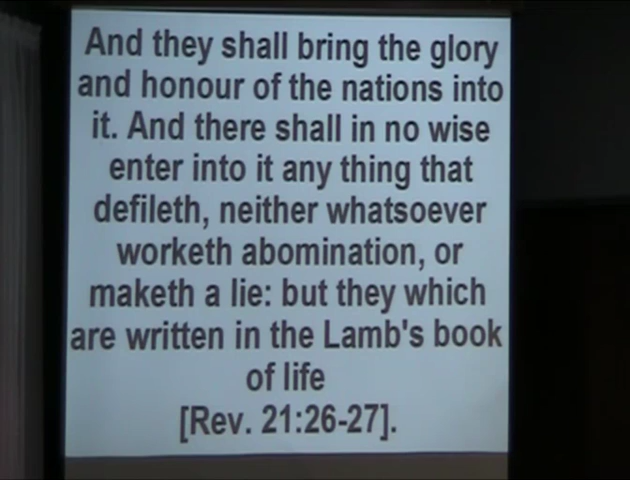 And they shall bring the glory
and honour of the nations into
it. And there shall in no wise
enter into it any thing that
defileth, neither whatsoever
worketh abomination, or
maketh a lie: but they which
are written in the Lamb's book
of life
[Rev. 21:26-27].